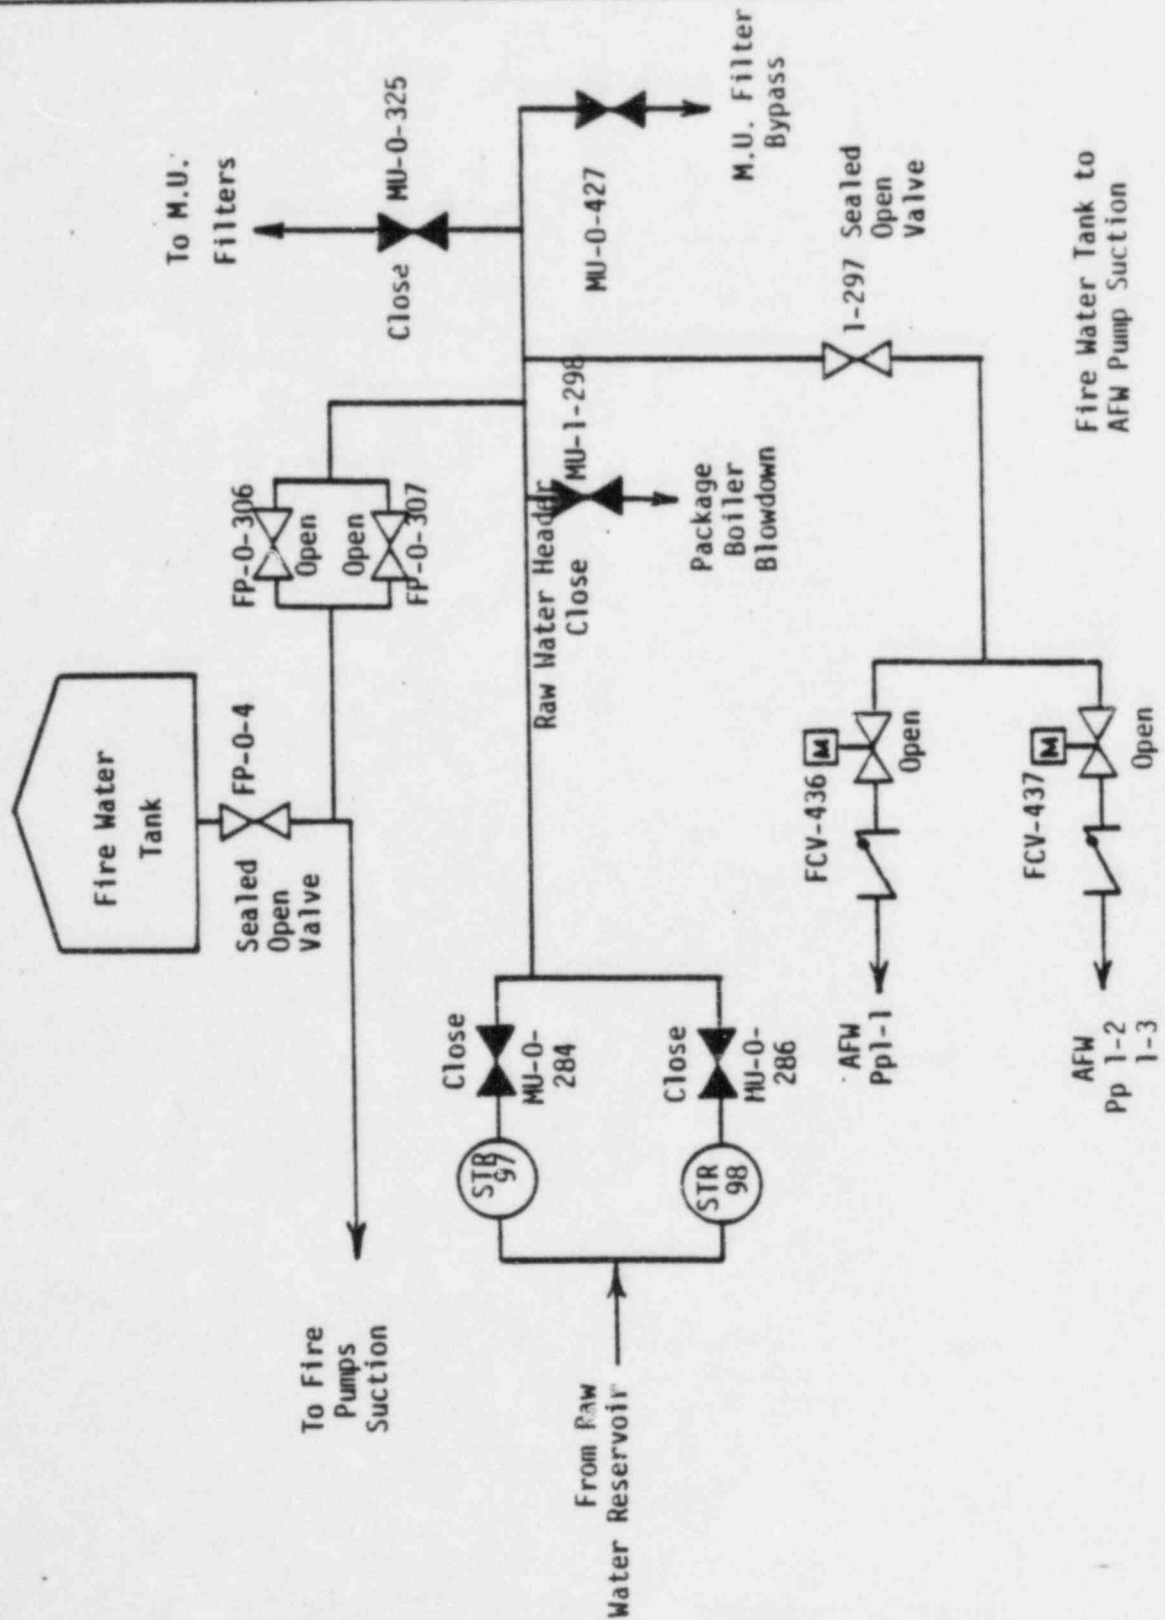 Fire Water
Tank
FP-0-4
Sealed
Open
Valve
To Fire
Pumps
Suction
FP-0-306
Open
Open
FP-0-307
To M.U.
Filters
MU-0-325
Close
MU-0-427
M.U. Filter
Bypass
Raw Water Header
MU-1-298
Close
Package
Boiler
Blowdown
1-297 Sealed
Open
Valve
From Raw
Water Reservoir
STR
97
STR
98
Close
MU-0-
284
Close
MU-0-
286
FCV-436
M
Open
AFW
Pp1-1
FCV-437
M
Open
AFW
Pp 1-2
1-3
Fire Water Tank to
AFW Pump Suction